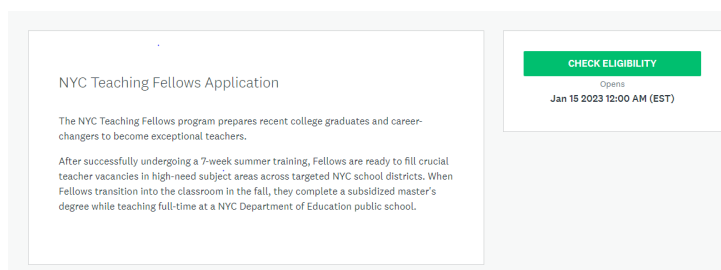 NYC Teaching Fellows Application
The NYC Teaching Fellows program prepares recent college graduates and career-
changers to become exceptional teachers.
After successfully undergoing a 7-week summer training, Fellows are ready to fill crucial
teacher vacancies in high-need subject areas across targeted NYC school districts. When
Fellows transition into the classroom in the fall, they complete a subsidized master's
degree while teaching full-time at a NYC Department of Education public school.
CHECK ELIGIBILITY
Opens
Jan 15 2023 12:00 AM (EST)